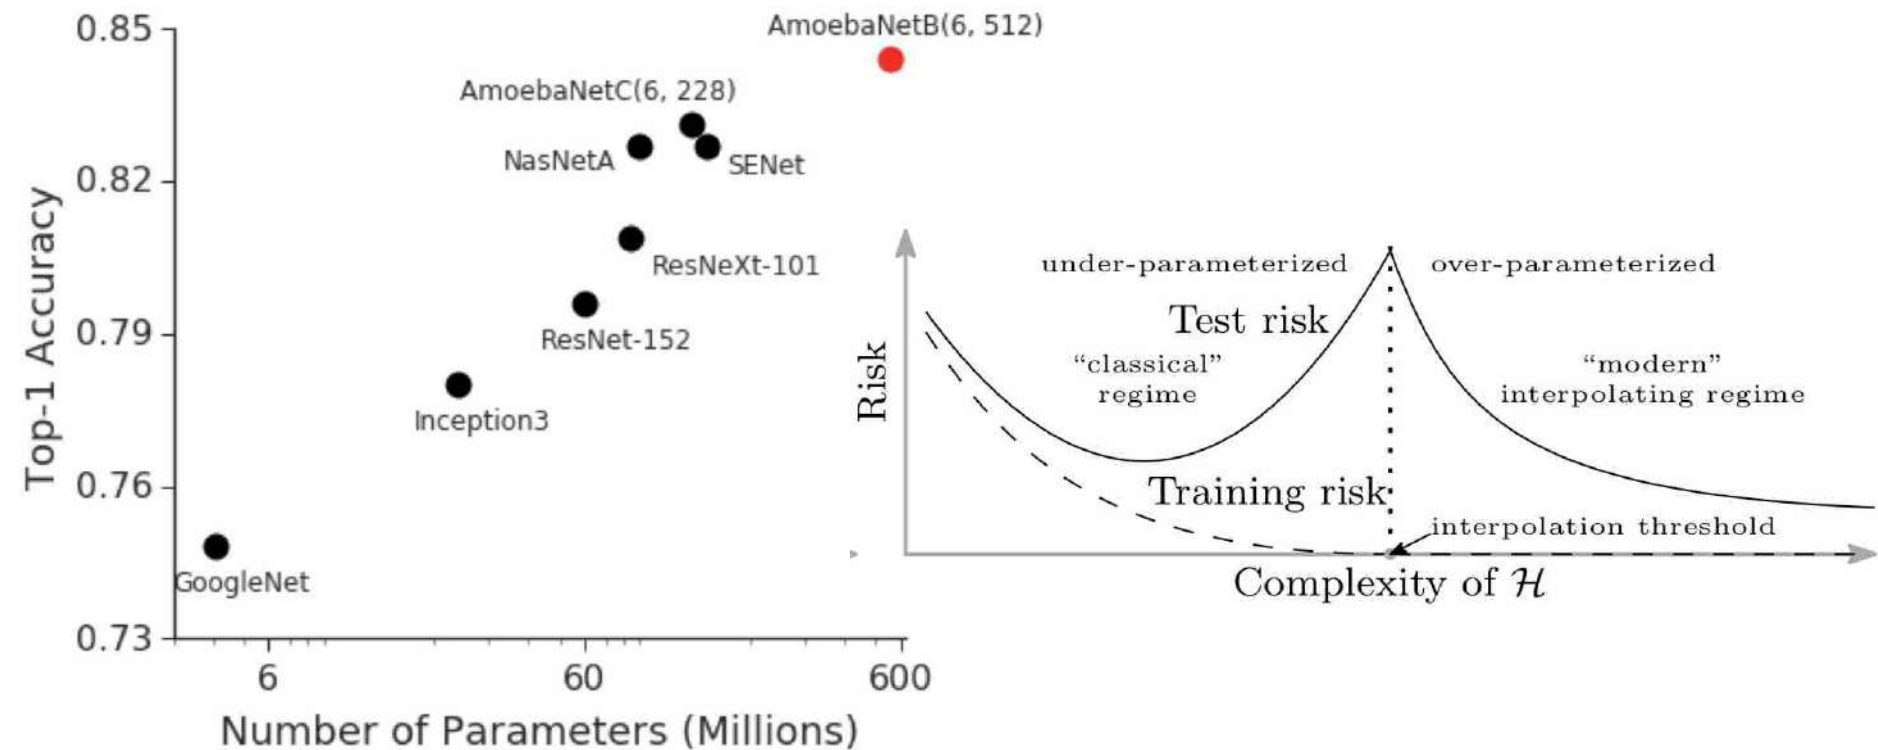 0.85
0.82
0.79
0.76
0.73
Top-1 Accuracy
AmoebaNetB(6, 512)
AmoebaNetC(6, 228)
NasNetA
SENet
ResNeXt-101
ResNet-152
Inception3
GoogleNet
6
60
600
Number of Parameters (Millions)
Risk
under-parameterized
over-parameterized
Test risk
“classical”
regime
“modern”
interpolating regime
Training risk
interpolation threshold
Complexity of ℋ